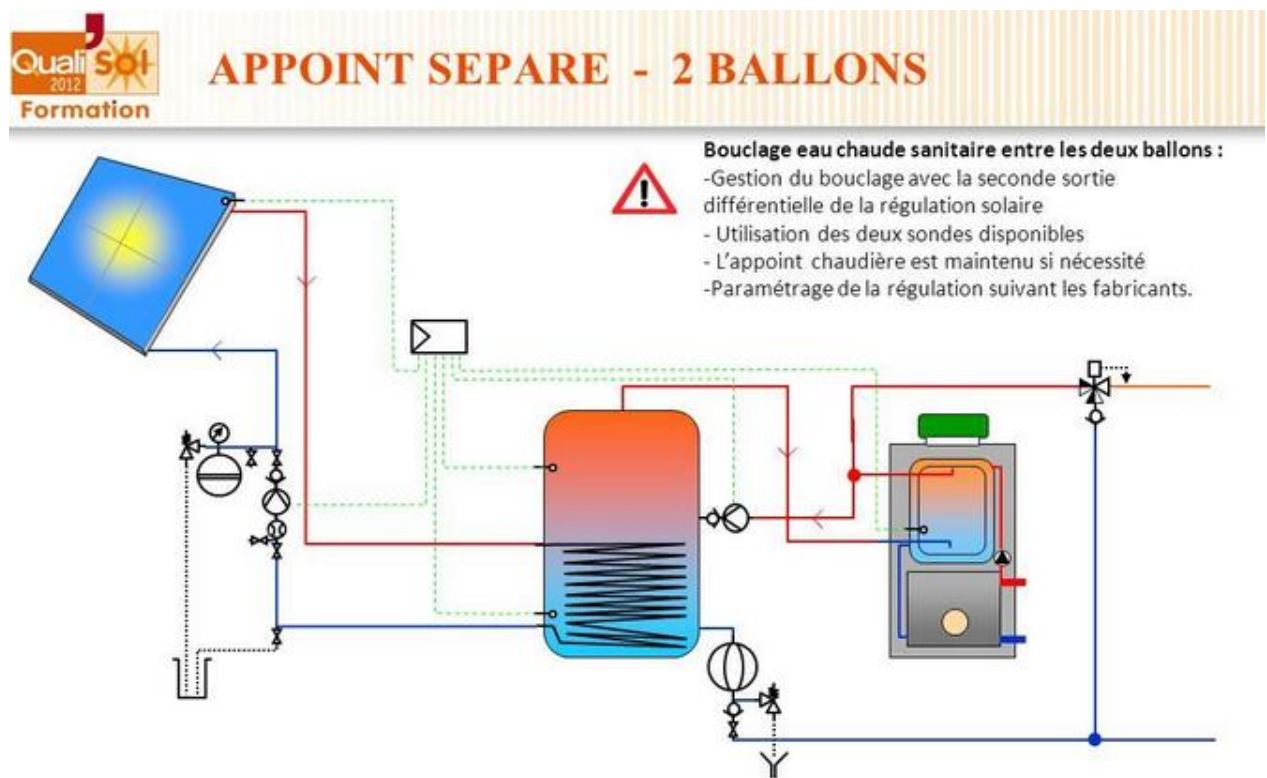 Quali'Sol
2012
Formation
APPOINT SEPARE - 2 BALLONS
Bouclage eau chaude sanitaire entre les deux ballons :
-Gestion du bouclage avec la seconde sortie
différentielle de la régulation solaire
- Utilisation des deux sondes disponibles
- L'appoint chaudière est maintenu si nécessité
-Paramétrage de la régulation suivant les fabricants.